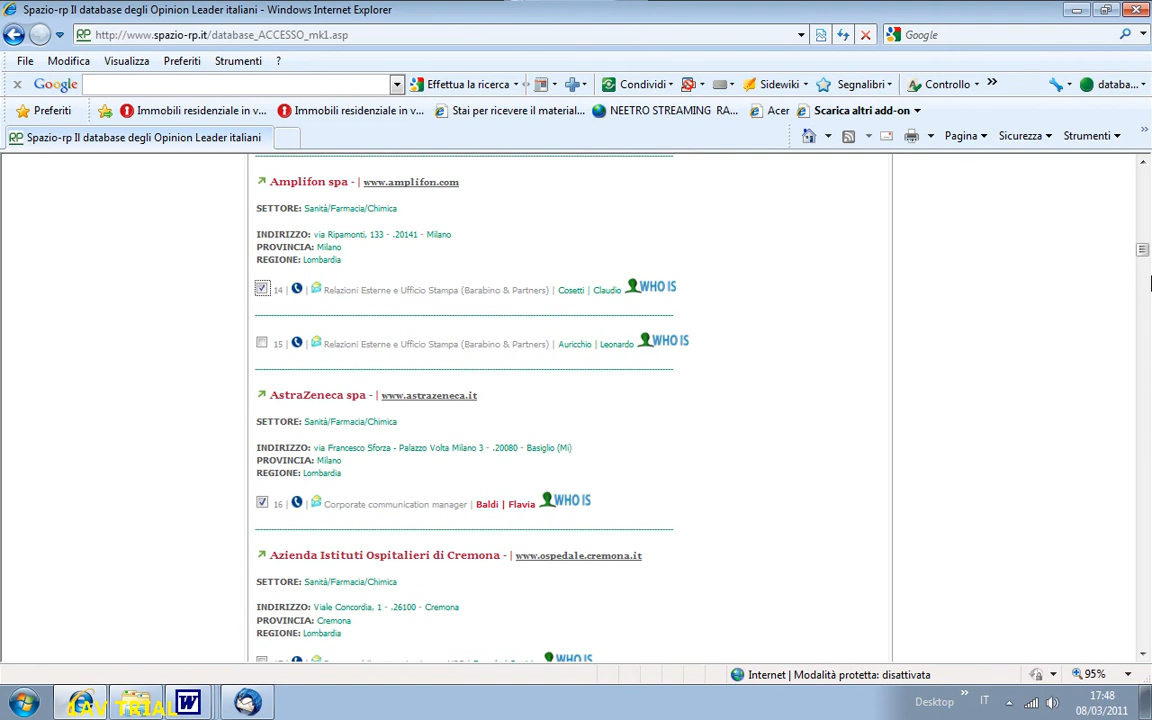 Spazio-rp Il database degli Opinion Leader italiani - Windows Internet Explorer
http://www.spazio-rp.it/database_ACCESSO_mk1.asp
Google
File Modifica Visualizza Preferiti Strumenti ?
x Google Effettua la ricerca Condividi Sidewiki Segnalibri Controllo » databa...
Preferiti Immobili residenziale in v... Immobili residenziale in v... Stai per ricevere il material... NEETRO STREAMING RA... Acer Scarica altri add-on
Spazio-rp Il database degli Opinion Leader italiani Pagina Sicurezza Strumenti »
Amplifon spa - | www.amplifon.com
SETTORE: Sanità/Farmacia/Chimica
INDIRIZZO: via Ripamonti, 133 - .20141 - Milano
PROVINCIA: Milano
REGIONE: Lombardia
14 | | Relazioni Esterne e Ufficio Stampa (Barabino & Partners) | Cosetti | Claudio WHO IS
15 | | Relazioni Esterne e Ufficio Stampa (Barabino & Partners) | Auricchio | Leonardo WHO IS
AstraZeneca spa - | www.astrazeneca.it
SETTORE: Sanità/Farmacia/Chimica
INDIRIZZO: via Francesco Sforza - Palazzo Volta Milano 3 - .20080 - Basiglio (Mi)
PROVINCIA: Milano
REGIONE: Lombardia
16 | | Corporate communication manager | Baldi | Flavia WHO IS
Azienda Istituti Ospitalieri di Cremona - | www.ospedale.cremona.it
SETTORE: Sanità/Farmacia/Chimica
INDIRIZZO: Viale Concordia, 1 - .26100 - Cremona
PROVINCIA: Cremona
REGIONE: Lombardia
WHO IS
Internet | Modalità protetta: disattivata 95%
LAV TRIAL
Desktop » IT
17:48
08/03/2011